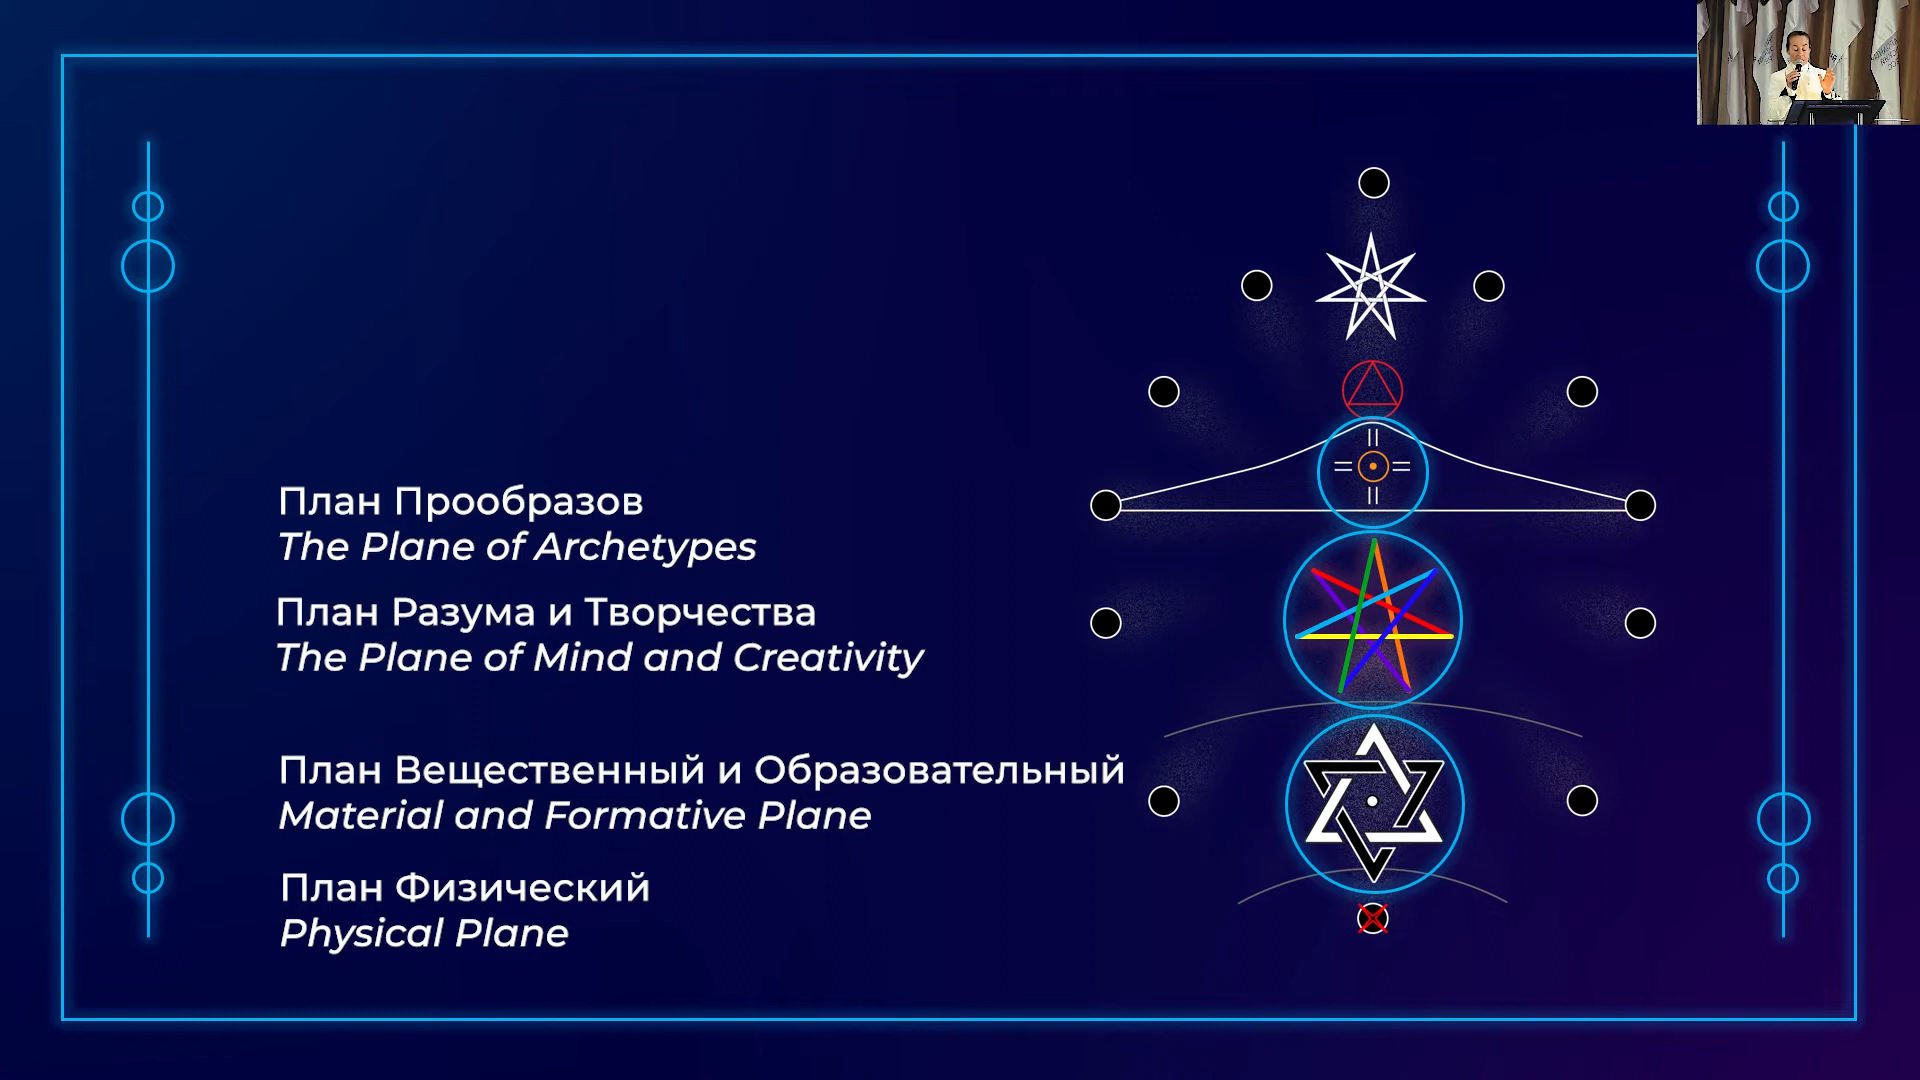 План Прообразов
The Plane of Archetypes
План Разума и Творчества
The Plane of Mind and Creativity
План Вещественный и Образовательный
Material and Formative Plane
План Физический
Physical Plane